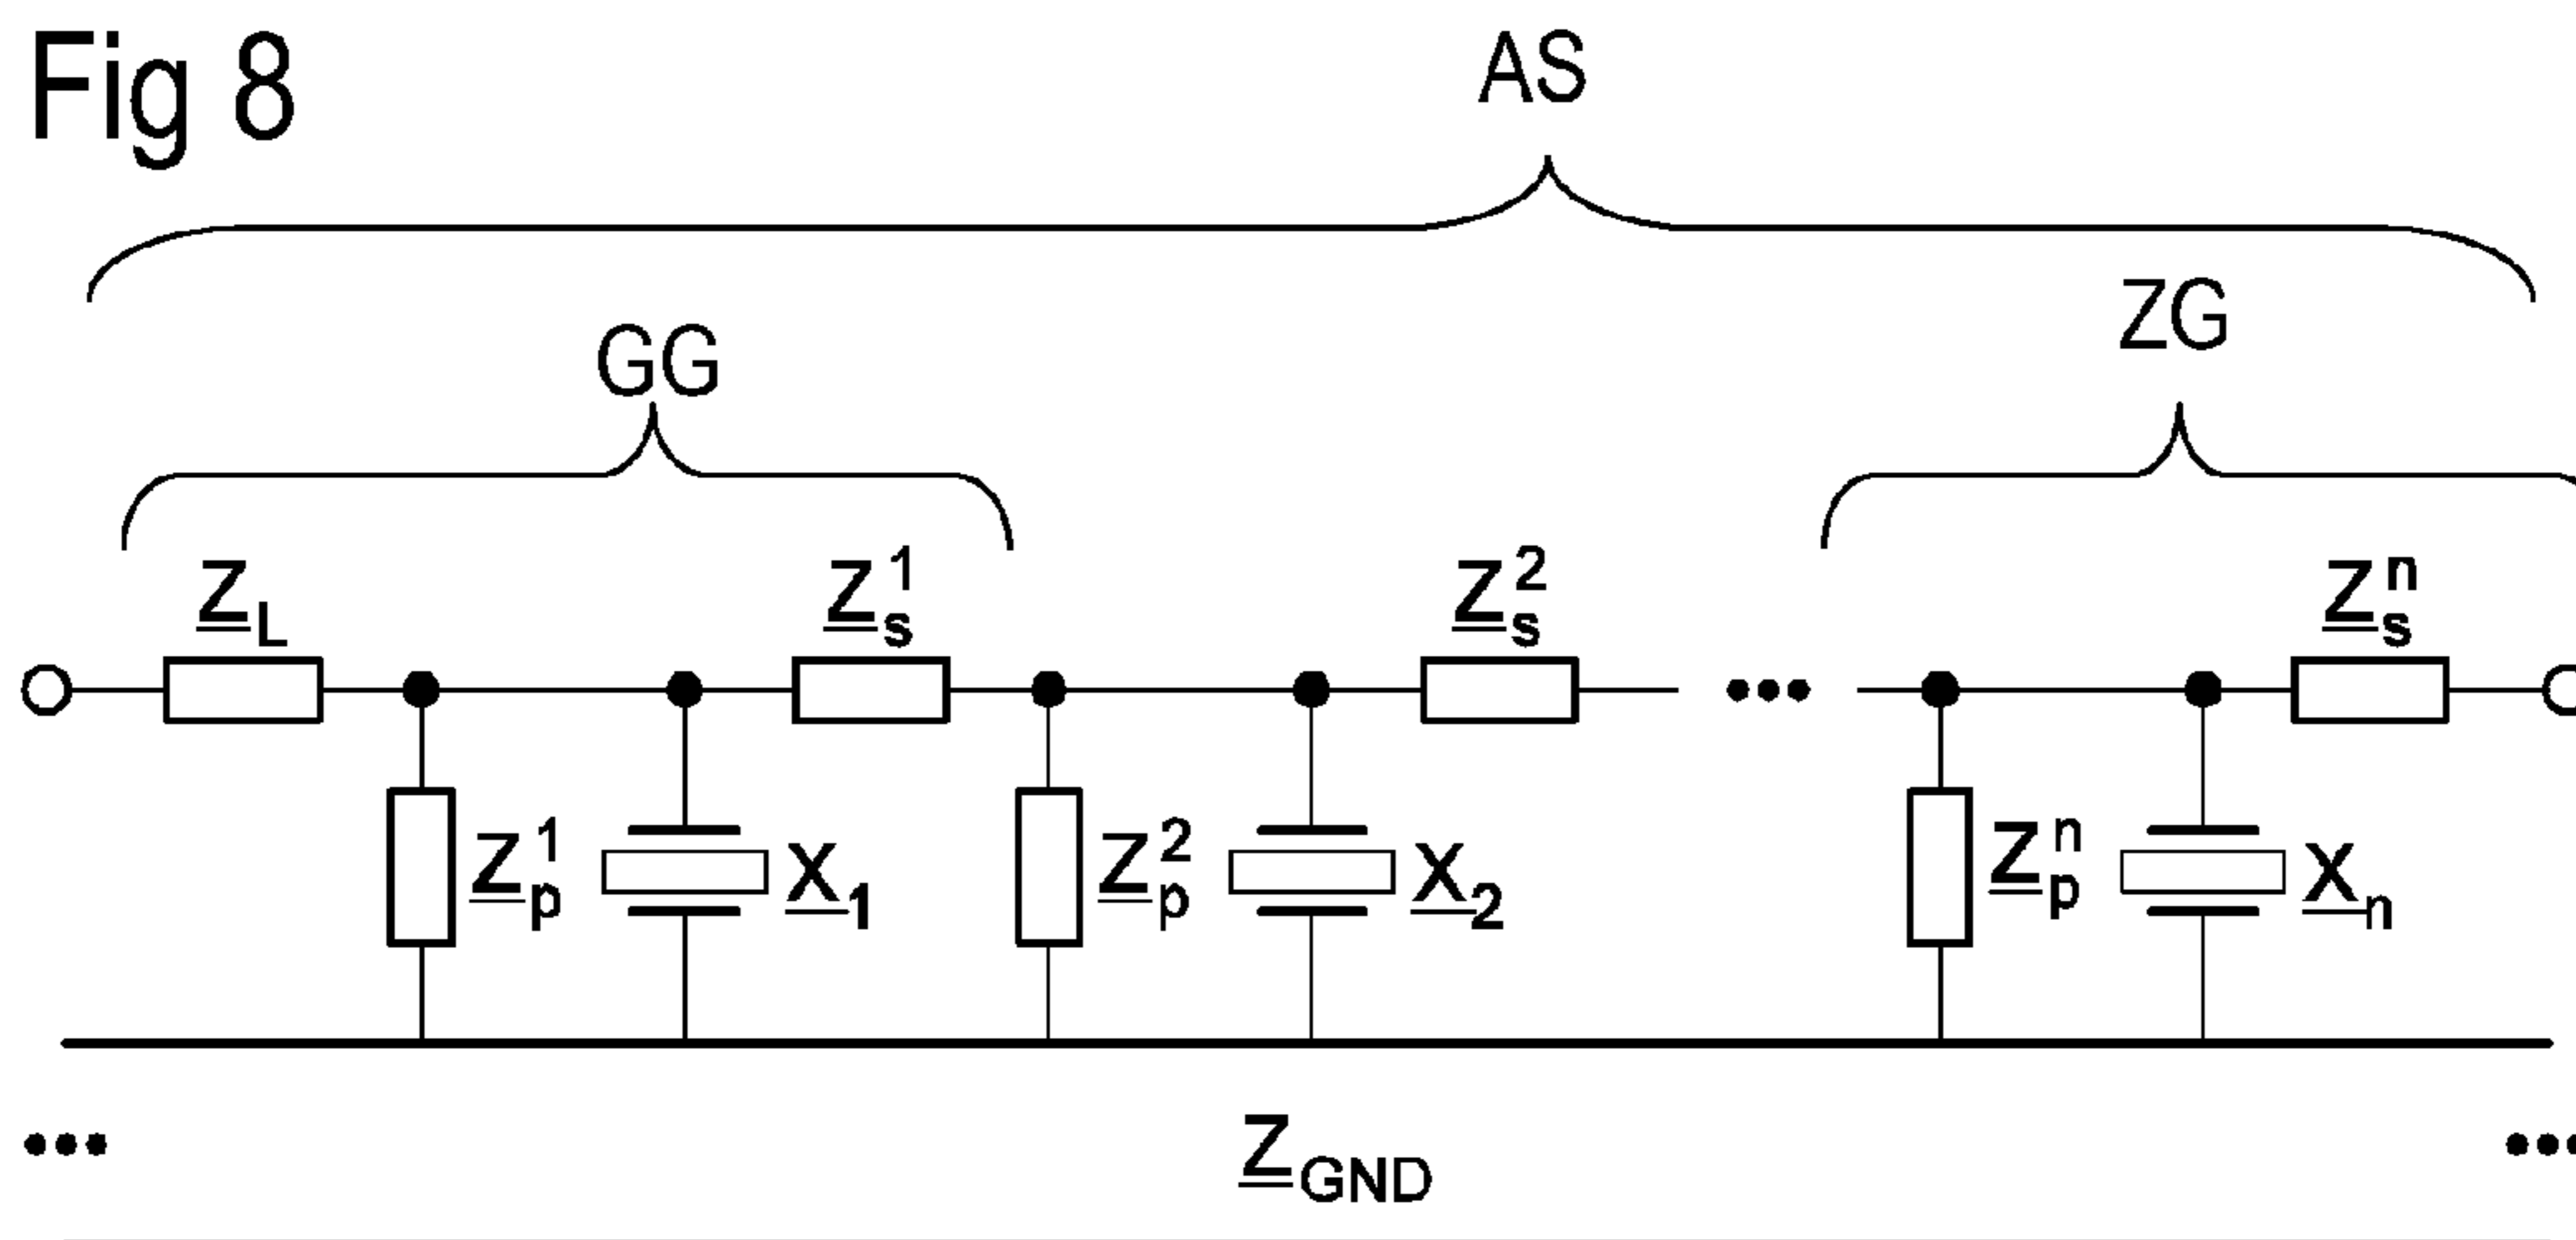 Fig 8
AS
ZG
GG
Z_L
Z_s^1
Z_s^2
Z_s^n
...
Z_p^1
X_1
Z_p^2
X_2
Z_p^n
X_n
... Z_GND ...